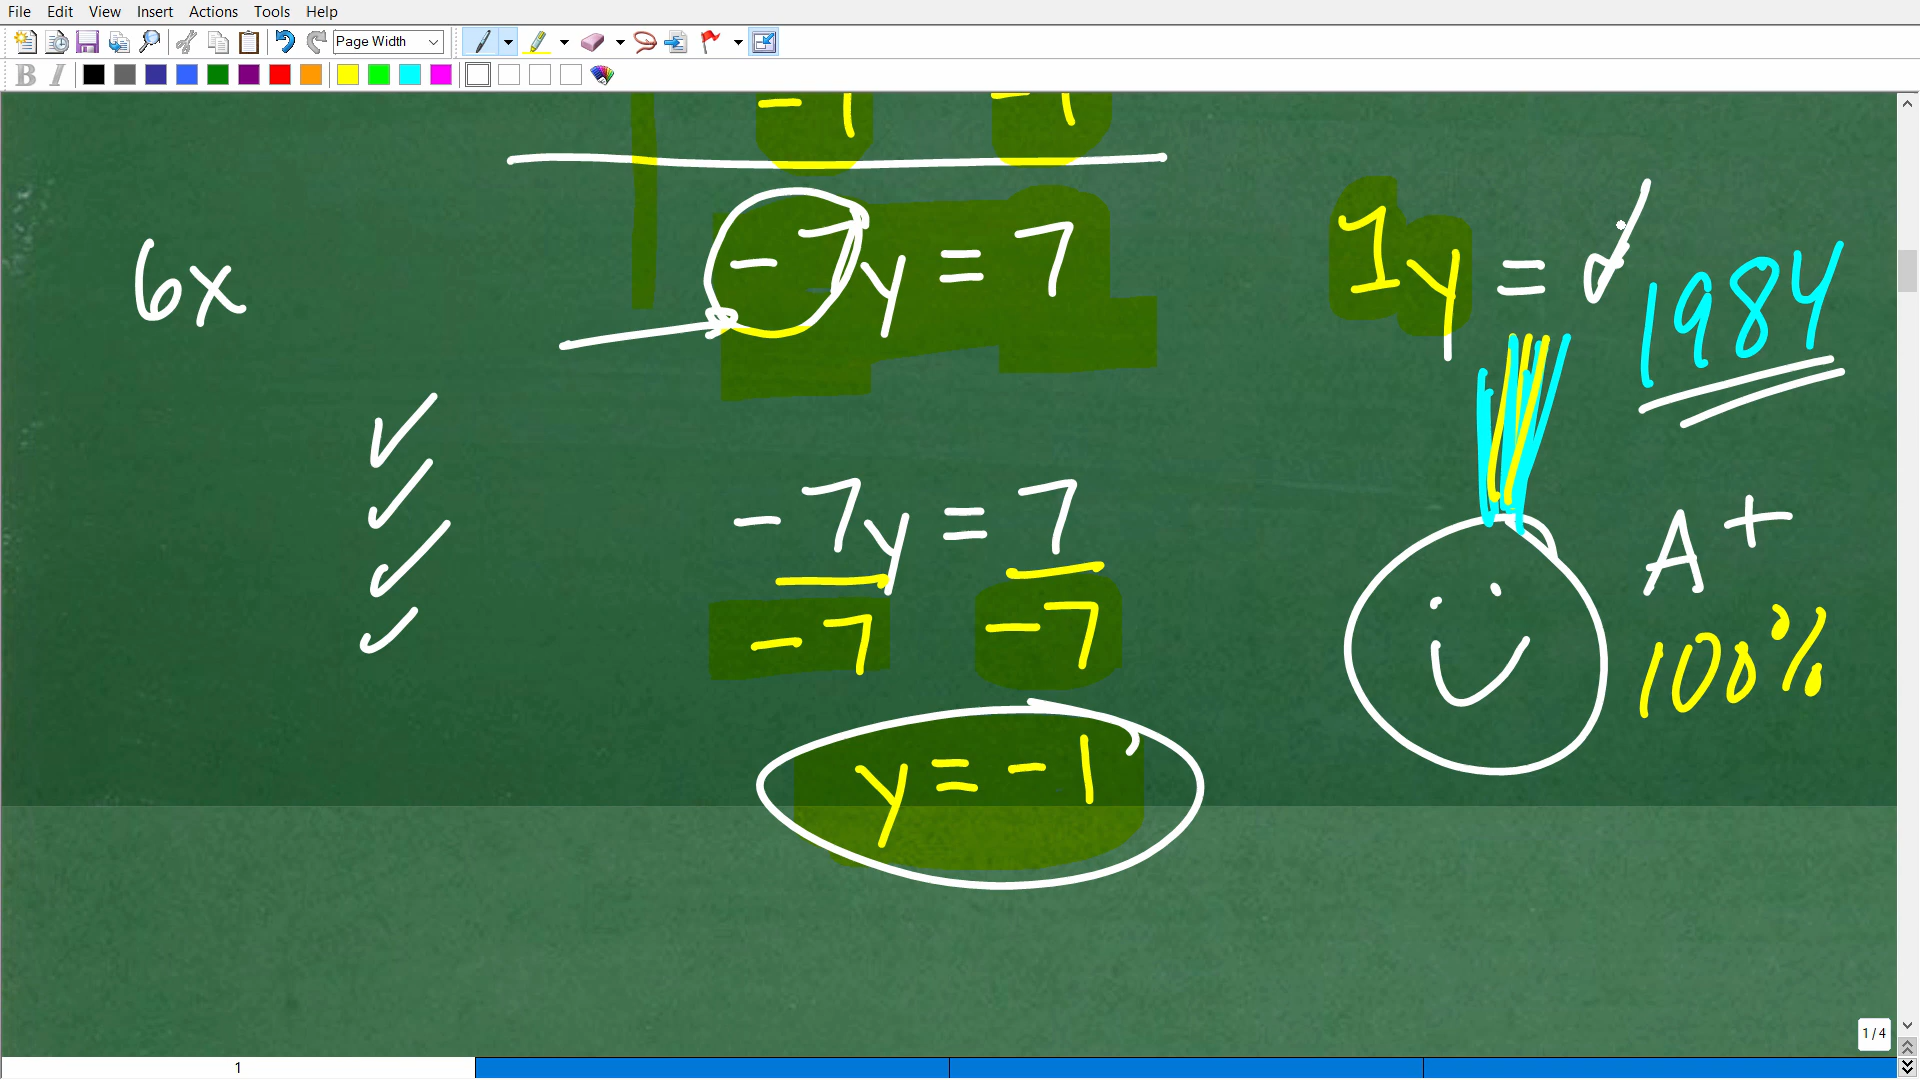 File Edit View Insert Actions Tools Help
Page Width
B I
-1 -1
-7y = 7
6x
1y =
1984
-7y = 7
-7 -7
A+
100%
y = -1
1 / 4
1